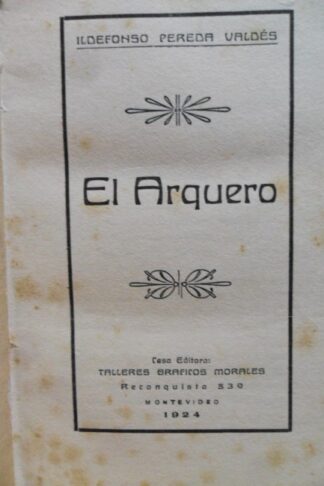 ILDEFONSO PEREDA VALDÉS
El Arquero
Casa Editora:
TALLERES GRAFICOS MORALES
Reconquista 530
MONTEVIDEO
1924